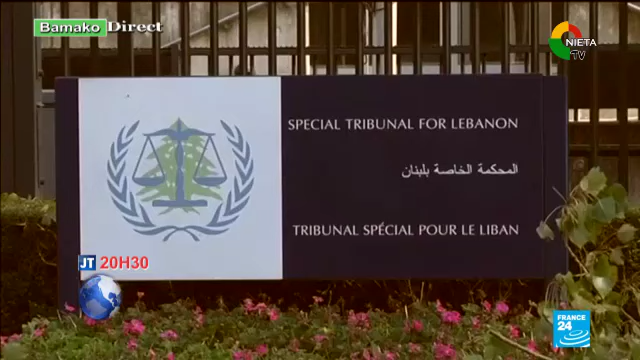 Bamako Direct
NIETA
TV
SPECIAL TRIBUNAL FOR LEBANON
المحكمة الخاصة بلبنان
TRIBUNAL SPÉCIAL POUR LE LIBAN
JT 20H30
FRANCE
24